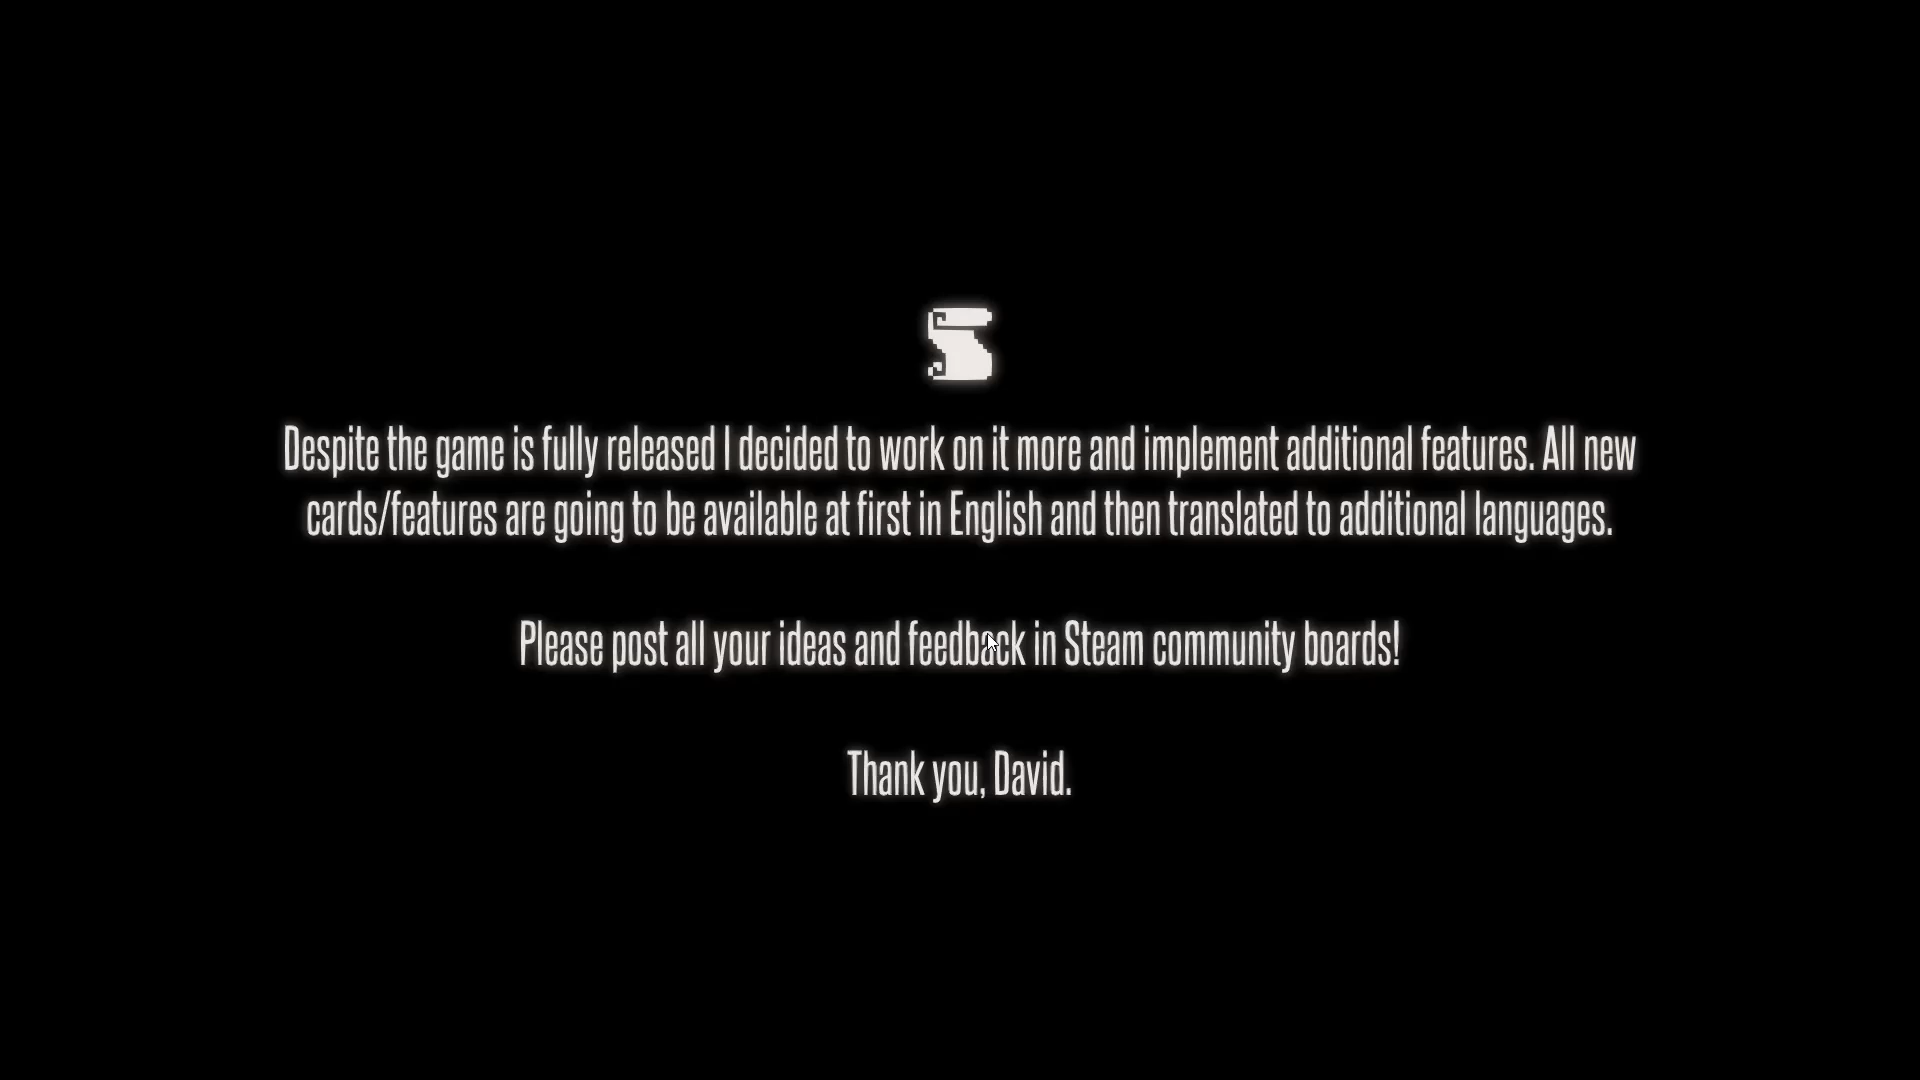 Despite the game is fully released I decided to work on it more and implement additional features. All new
cards/features are going to be available at first in English and then translated to additional languages.
Please post all your ideas and feedback in Steam community boards!
Thank you, David.